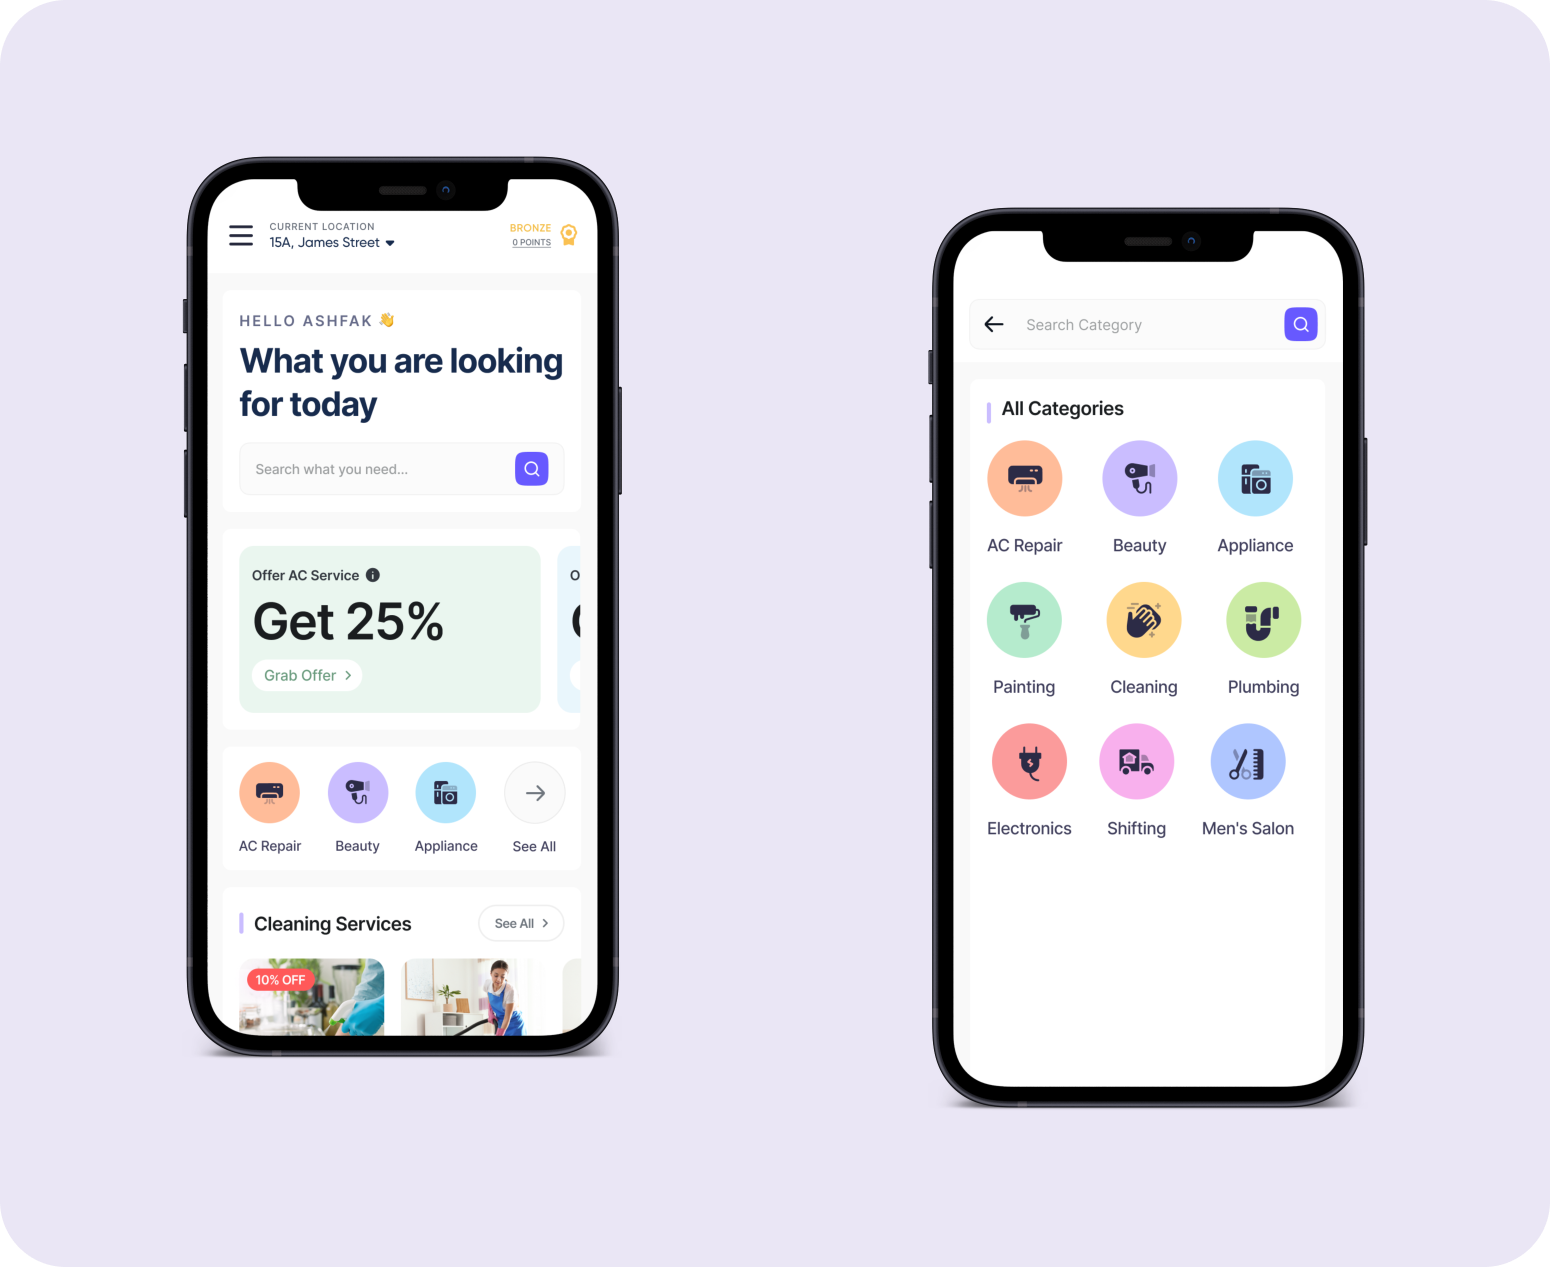 CURRENT LOCATION
15A, James Street
BRONZE
0 POINTS
HELLO ASHFAK 👋
What you are looking
for today
Search what you need...
Offer AC Service
Get 25%
Grab Offer
AC Repair
Beauty
Appliance
See All
Cleaning Services
See All
10% OFF
Search Category
All Categories
AC Repair
Beauty
Appliance
Painting
Cleaning
Plumbing
Electronics
Shifting
Men's Salon